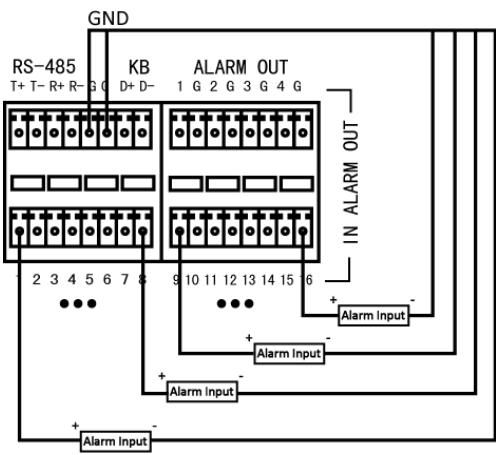 GND
RS-485 KB ALARM OUT
T+ T- R+ R- G G D+ D- 1 G 2 G 3 G 4 G
IN ALARM OUT
1 2 3 4 5 6 7 8 9 10 11 12 13 14 15 16
+ Alarm Input -
+ Alarm Input -
+ Alarm Input -
+ Alarm Input -